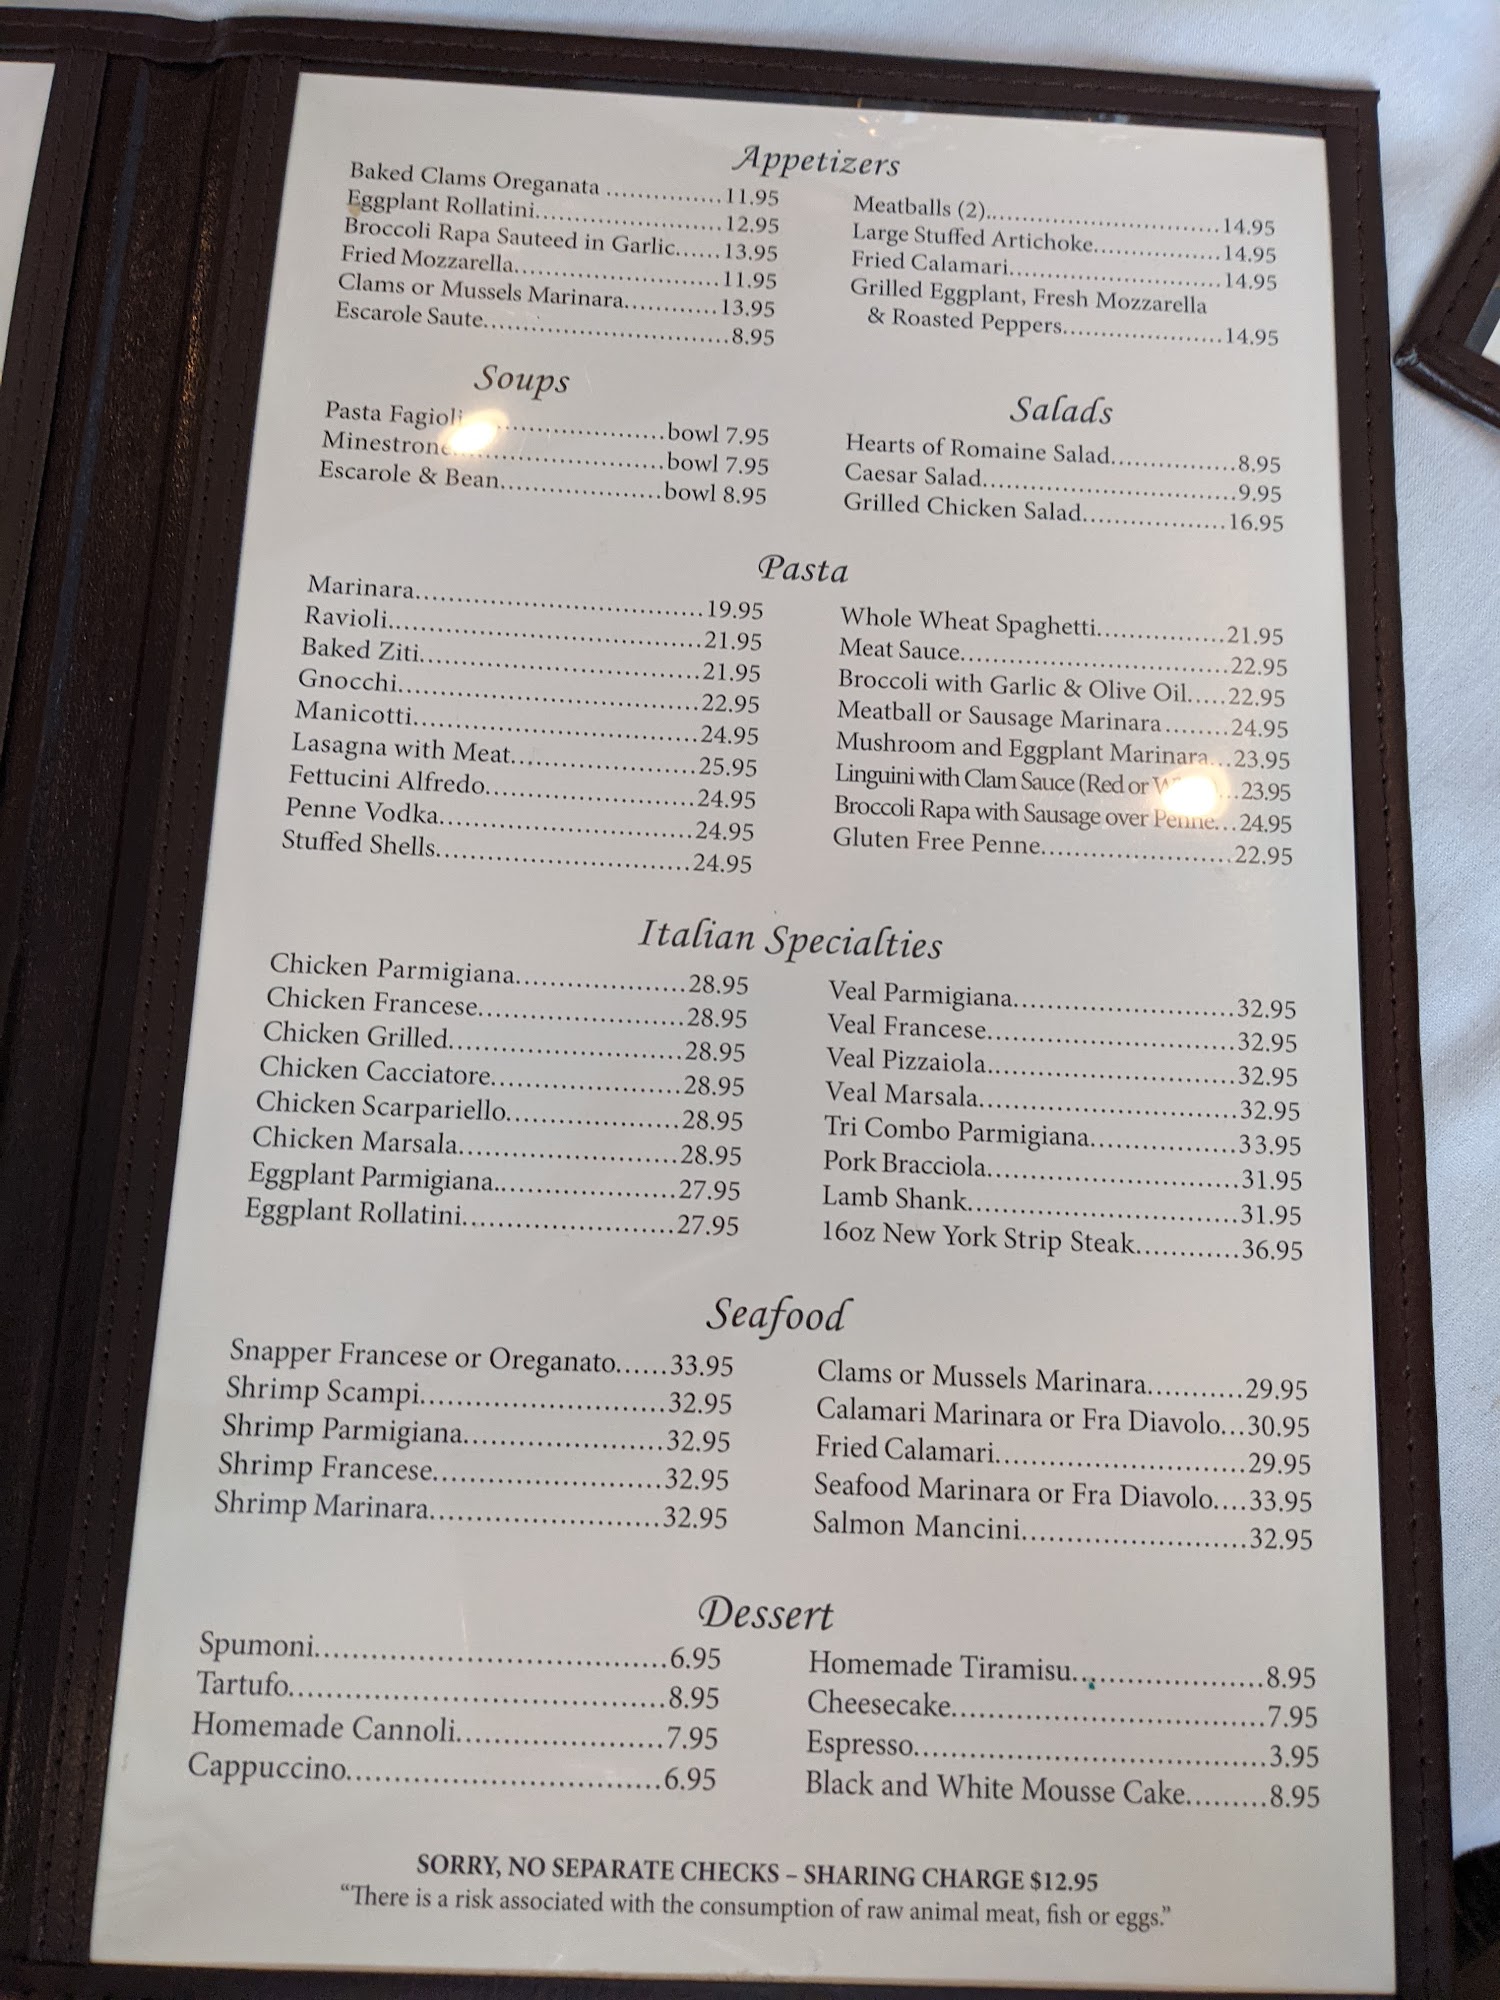 Appetizers
Baked Clams Oreganata ..............11.95
Eggplant Rollatini......................12.95
Broccoli Rapa Sauteed in Garlic......13.95
Fried Mozzarella.........................11.95
Clams or Mussels Marinara............13.95
Escarole Saute..............................8.95
Meatballs (2)............................14.95
Large Stuffed Artichoke...............14.95
Fried Calamari..........................14.95
Grilled Eggplant, Fresh Mozzarella
& Roasted Peppers.....................14.95
Soups
Pasta Fagioli .....................bowl 7.95
Minestrone.........................bowl 7.95
Escarole & Bean....................bowl 8.95
Salads
Hearts of Romaine Salad...............8.95
Caesar Salad...............................9.95
Grilled Chicken Salad.................16.95
Pasta
Marinara...................................19.95
Ravioli......................................21.95
Baked Ziti..................................21.95
Gnocchi....................................22.95
Manicotti..................................24.95
Lasagna with Meat......................25.95
Fettucini Alfredo.........................24.95
Penne Vodka..............................24.95
Stuffed Shells..............................24.95
Whole Wheat Spaghetti................21.95
Meat Sauce................................22.95
Broccoli with Garlic & Olive Oil.....22.95
Meatball or Sausage Marinara........24.95
Mushroom and Eggplant Marinara...23.95
Linguini with Clam Sauce (Red or ...23.95
Broccoli Rapa with Sausage over Penne...24.95
Gluten Free Penne.......................22.95
Italian Specialties
Chicken Parmigiana.....................28.95
Chicken Francese.........................28.95
Chicken Grilled............................28.95
Chicken Cacciatore.......................28.95
Chicken Scarpariello.....................28.95
Chicken Marsala...........................28.95
Eggplant Parmigiana......................27.95
Eggplant Rollatini..........................27.95
Veal Parmigiana...........................32.95
Veal Francese..............................32.95
Veal Pizzaiola..............................32.95
Veal Marsala................................32.95
Tri Combo Parmigiana..................33.95
Pork Bracciola..............................31.95
Lamb Shank.................................31.95
16oz New York Strip Steak............36.95
Seafood
Snapper Francese or Oreganato......33.95
Shrimp Scampi.............................32.95
Shrimp Parmigiana.......................32.95
Shrimp Francese...........................32.95
Shrimp Marinara...........................32.95
Clams or Mussels Marinara...........29.95
Calamari Marinara or Fra Diavolo...30.95
Fried Calamari..............................29.95
Seafood Marinara or Fra Diavolo....33.95
Salmon Mancini...........................32.95
Dessert
Spumoni.....................................6.95
Tartufo........................................8.95
Homemade Cannoli......................7.95
Cappuccino.................................6.95
Homemade Tiramisu.....................8.95
Cheesecake..................................7.95
Espresso......................................3.95
Black and White Mousse Cake.........8.95
SORRY, NO SEPARATE CHECKS – SHARING CHARGE $12.95
“There is a risk associated with the consumption of raw animal meat, fish or eggs.”